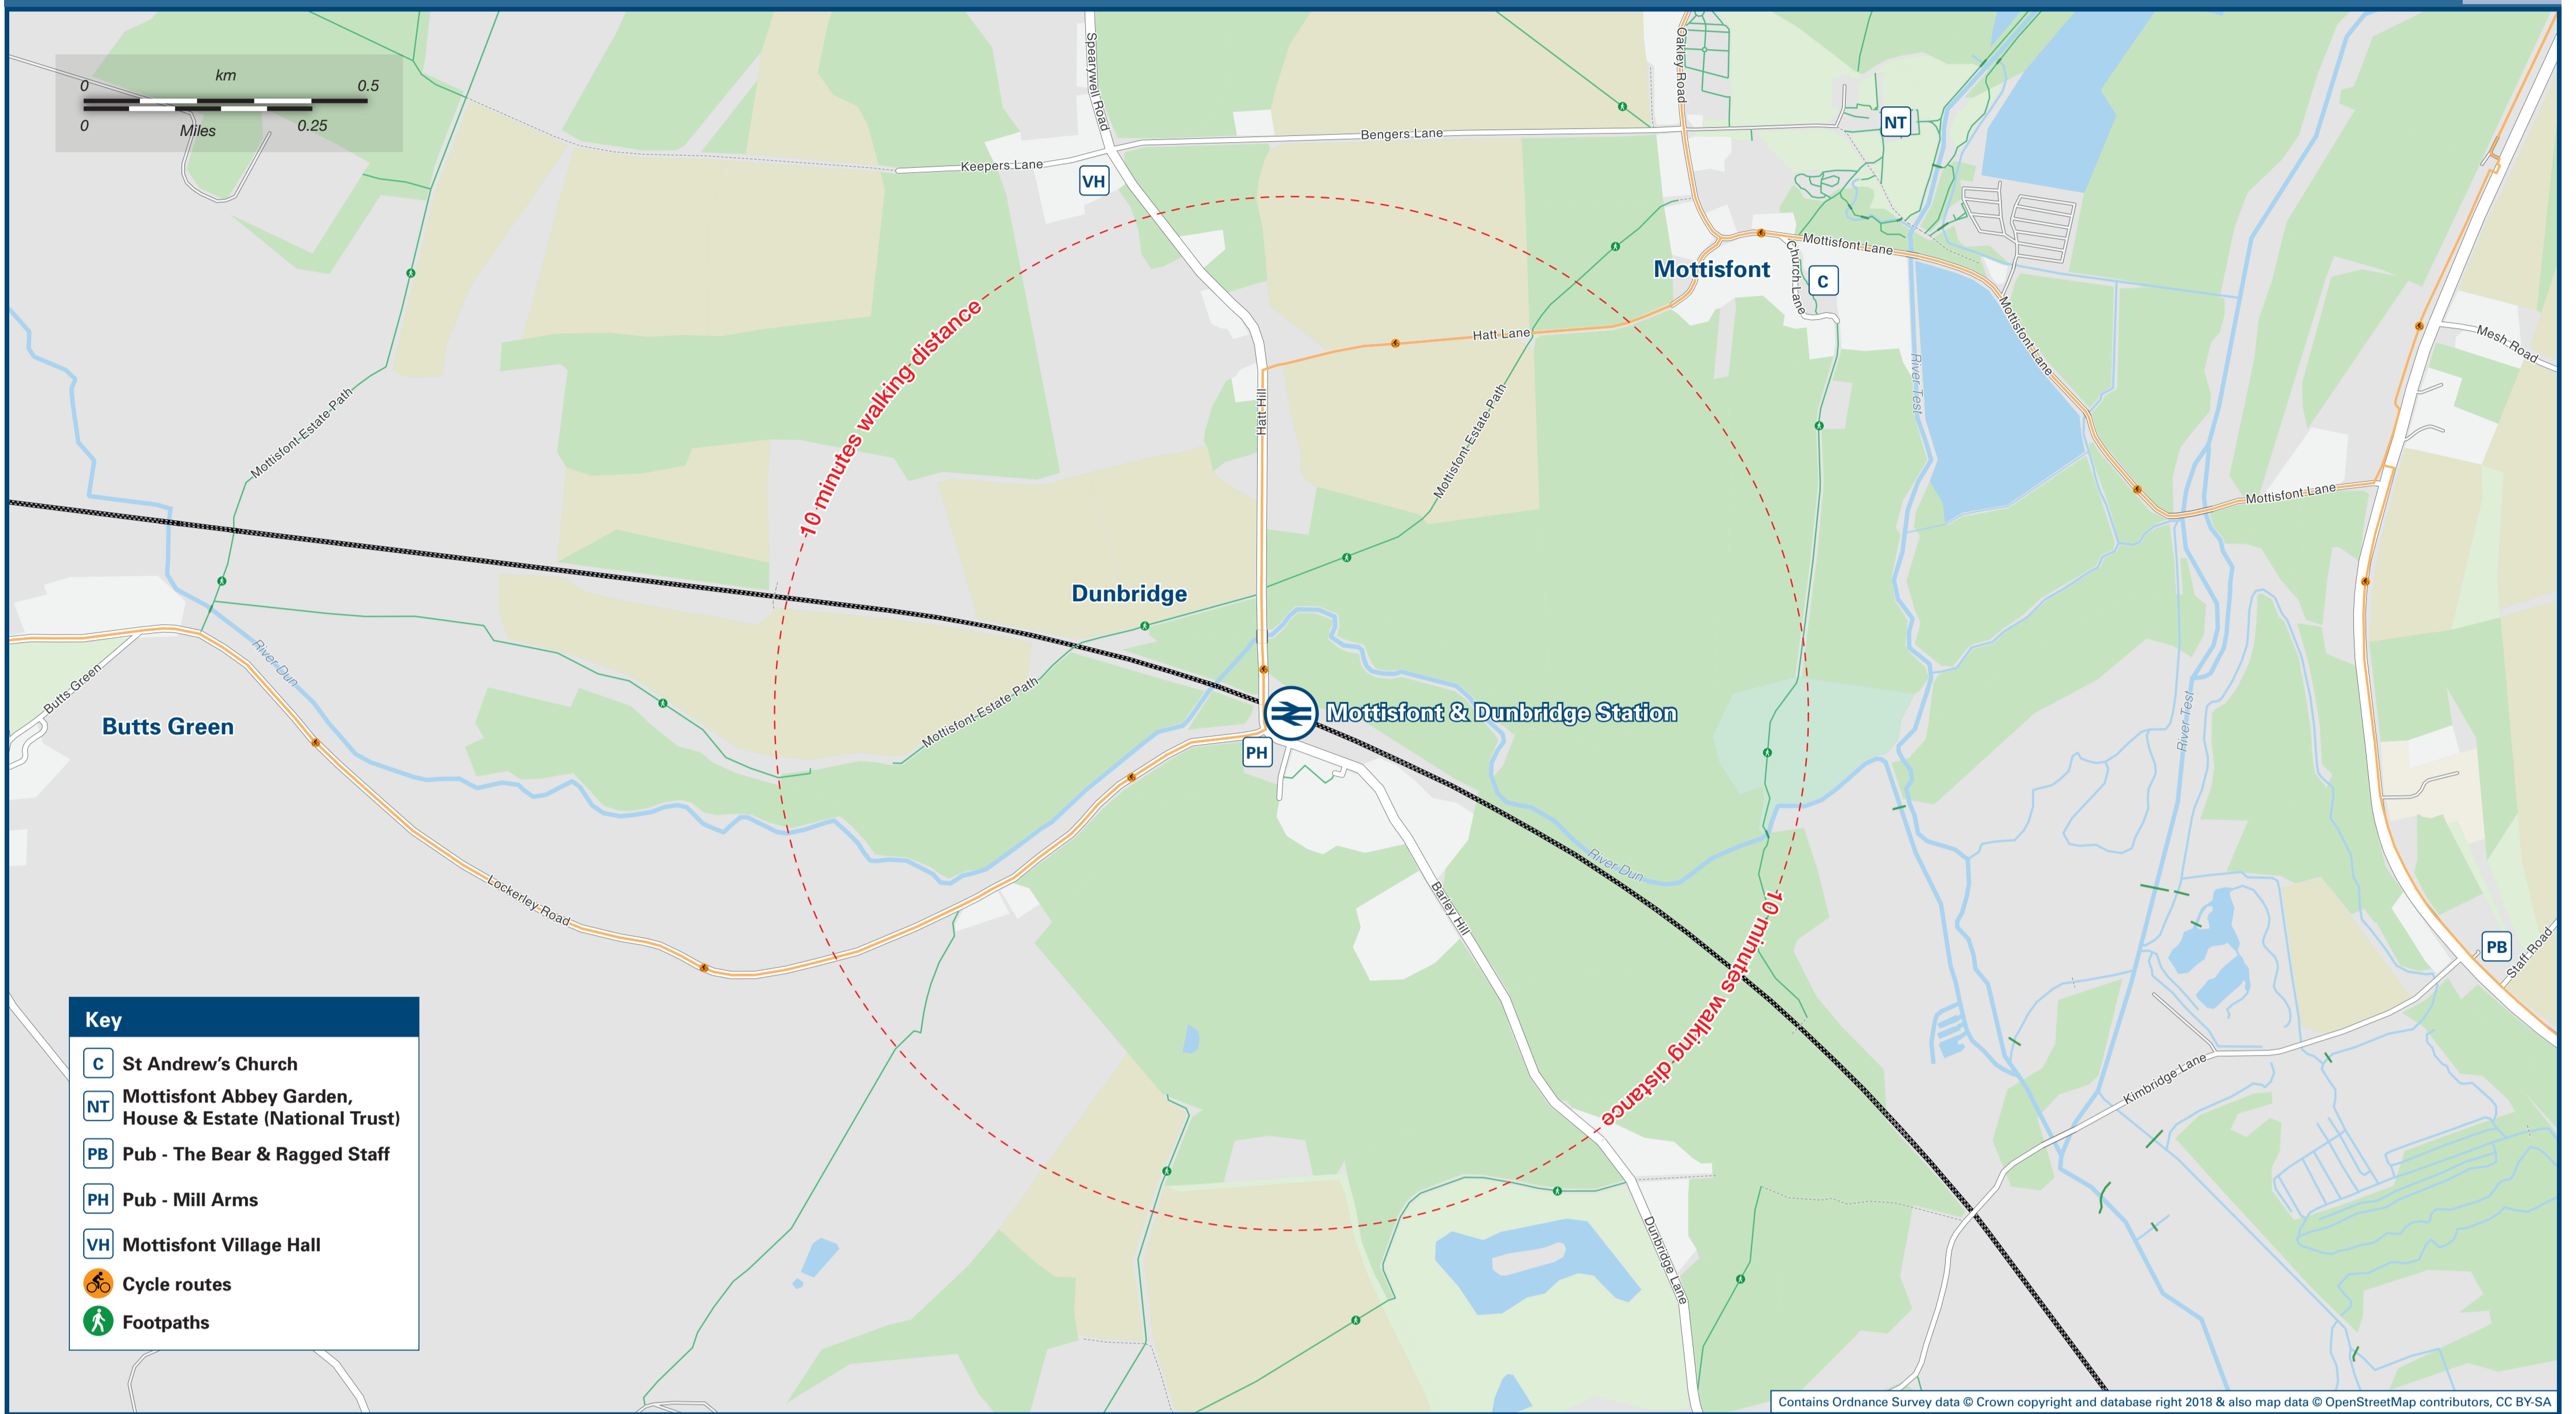 km
0
0.5
0
Miles
0.25
Spearywell Road
Oakley Road
Bengers Lane
Keepers Lane
VH
NT
Mottisfont
Mottisfont Lane
Church Lane
C
Mottisfont Lane
Mesh Road
10 minutes walking distance
Hatt Lane
Hatt Hill
River Test
Mottisfont Estate Path
Mottisfont Estate Path
Mottisfont Lane
Dunbridge
River Dun
Butts Green
Butts Green
Mottisfont Estate Path
Mottisfont & Dunbridge Station
PH
River Test
River Dun
Lockerley Road
Barley Hill
10 minutes walking distance
PB
Staff Road
Kimbridge Lane
Dunbridge Lane
Key
C St Andrew's Church
NT Mottisfont Abbey Garden,
House & Estate (National Trust)
PB Pub - The Bear & Ragged Staff
PH Pub - Mill Arms
VH Mottisfont Village Hall
Cycle routes
Footpaths
Contains Ordnance Survey data © Crown copyright and database right 2018 & also map data © OpenStreetMap contributors, CC BY-SA